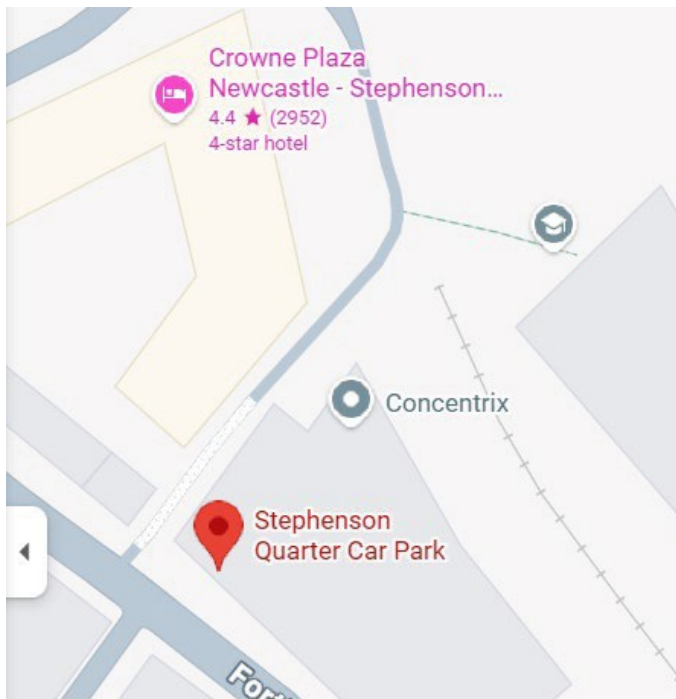 Crowne Plaza
Newcastle - Stephenson...
4.4 ★ (2952)
4-star hotel
Concentrix
Stephenson
Quarter Car Park